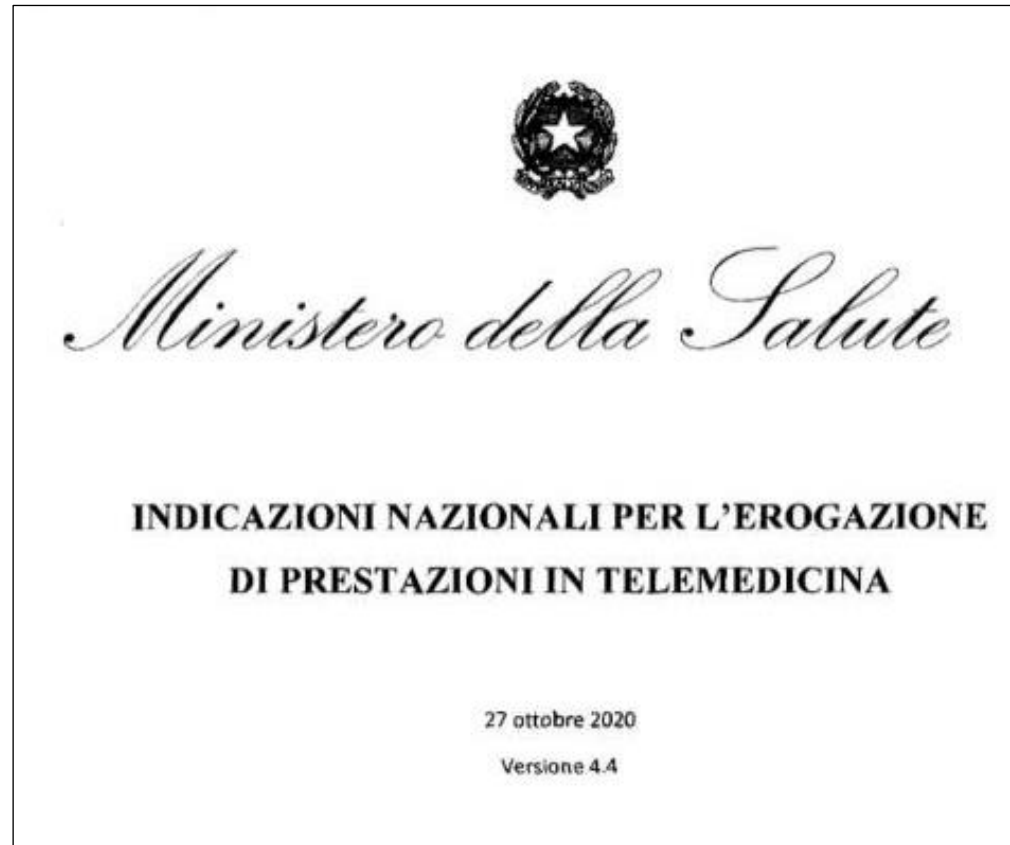 Ministero della Salute
INDICAZIONI NAZIONALI PER L'EROGAZIONE
DI PRESTAZIONI IN TELEMEDICINA
27 ottobre 2020
Versione 4.4